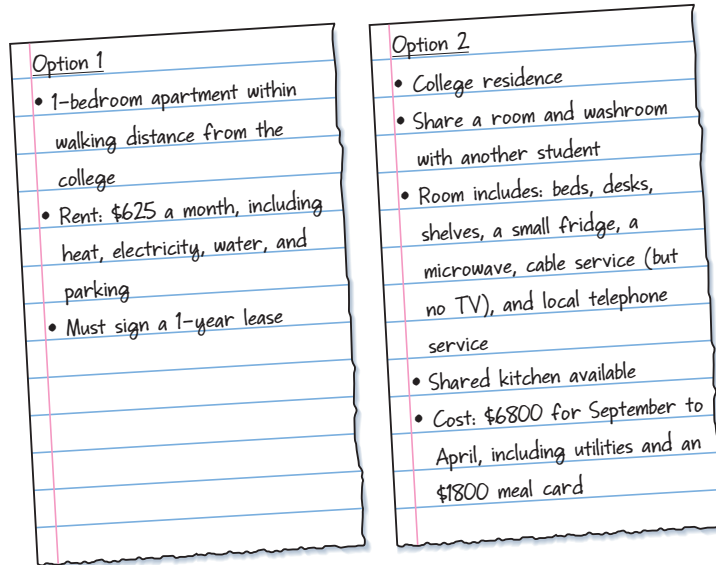 Option 1
• 1-bedroom apartment within
walking distance from the
college
• Rent: $625 a month, including
heat, electricity, water, and
parking
• Must sign a 1-year lease
Option 2
• College residence
• Share a room and washroom
with another student
• Room includes: beds, desks,
shelves, a small fridge, a
microwave, cable service (but
no TV), and local telephone
service
• Shared kitchen available
• Cost: $6800 for September to
April, including utilities and an
$1800 meal card